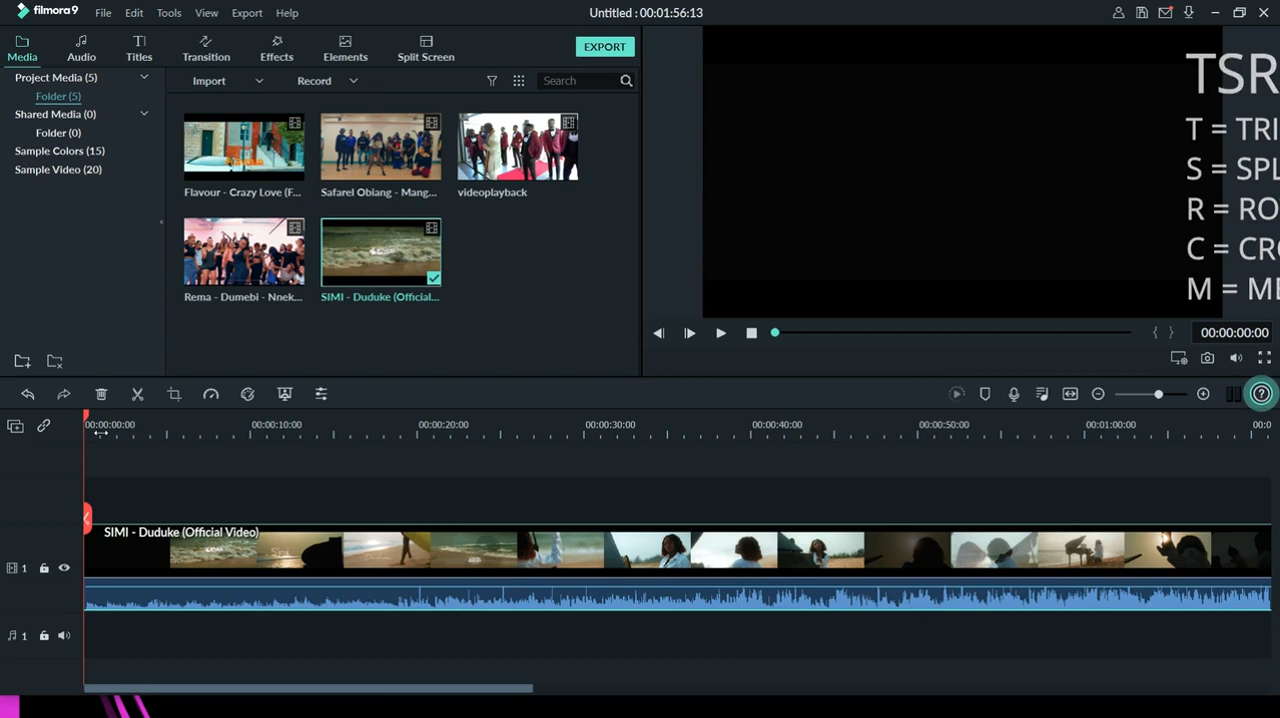 filmora9 File Edit Tools View Export Help Untitled : 00:01:56:13
Media Audio Titles Transition Effects Elements Split Screen EXPORT
Project Media (5)
Folder (5)
Shared Media (0)
Folder (0)
Sample Colors (15)
Sample Video (20)
Import Record Search
Flavour - Crazy Love (F... Safarel Obiang - Mang... videoplayback
Rema - Dumebi - Nnek... SIMI - Duduke (Official...
TSR
T = TRI
S = SPL
R = RO
C = CRO
M = ME
00:00:00:00
00:00:00:00 00:00:10:00 00:00:20:00 00:00:30:00 00:00:40:00 00:00:50:00 00:01:00:00 00:0
SIMI - Duduke (Official Video)
1
1